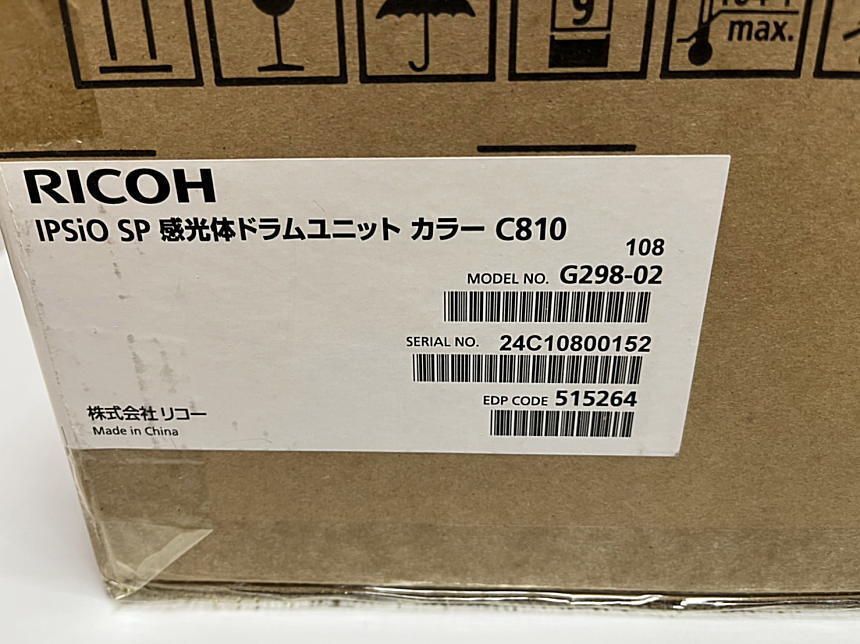 9
max.
RICOH
IPSiO SP 感光体ドラムユニット カラー C810
108
MODEL NO. G298-02
SERIAL NO. 24C10800152
EDP CODE 515264
株式会社 リコー
Made in China